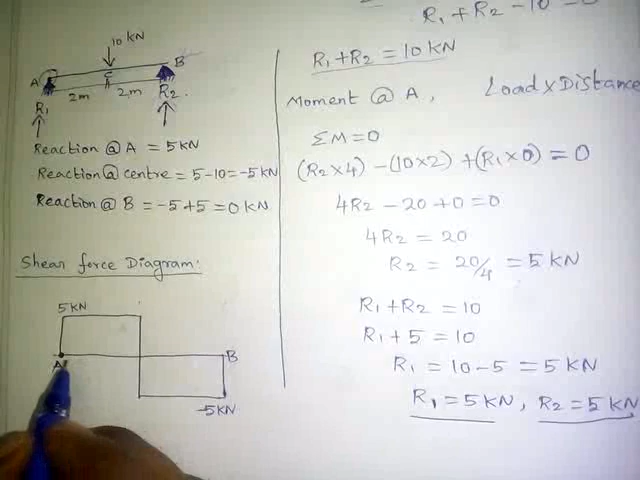 10 KN
A
C
B
2m
2m
R1
R2
Reaction @ A = 5 KN
Reaction @ centre = 5-10 = -5 KN
Reaction @ B = -5+5 = 0 KN
Shear force Diagram:
5 KN
A
B
-5KN
R1 + R2 - 10 = 0
R1 + R2 = 10 KN
Moment @ A, Load x Distance
ΣM = 0
(R2 x 4) - (10 x 2) + (R1 x 0) = 0
4R2 - 20 + 0 = 0
4R2 = 20
R2 = 20/4 = 5 KN
R1 + R2 = 10
R1 + 5 = 10
R1 = 10 - 5 = 5 KN
R1 = 5 KN, R2 = 5 KN